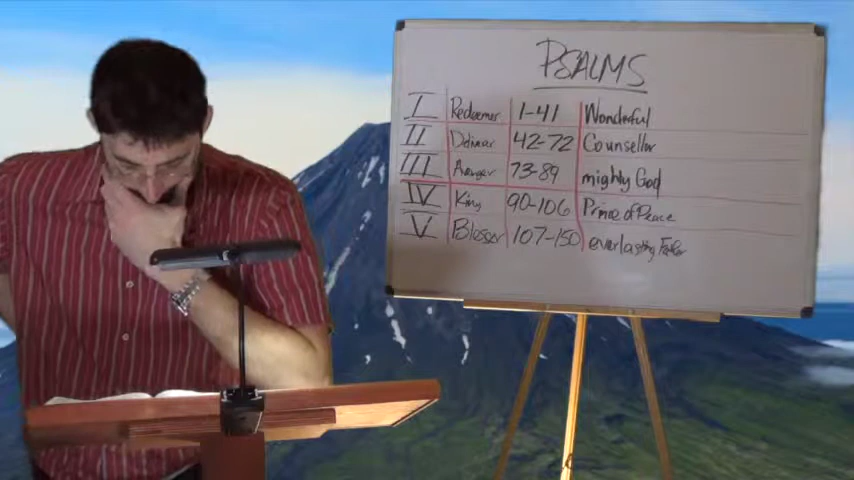 PSALMS
I Redeemer 1-41 Wonderful
II 42-72 Counsellor
III Avenger 73-89 mighty God
IV King 90-106 Prince of Peace
V Blesser 107-150 everlasting Father